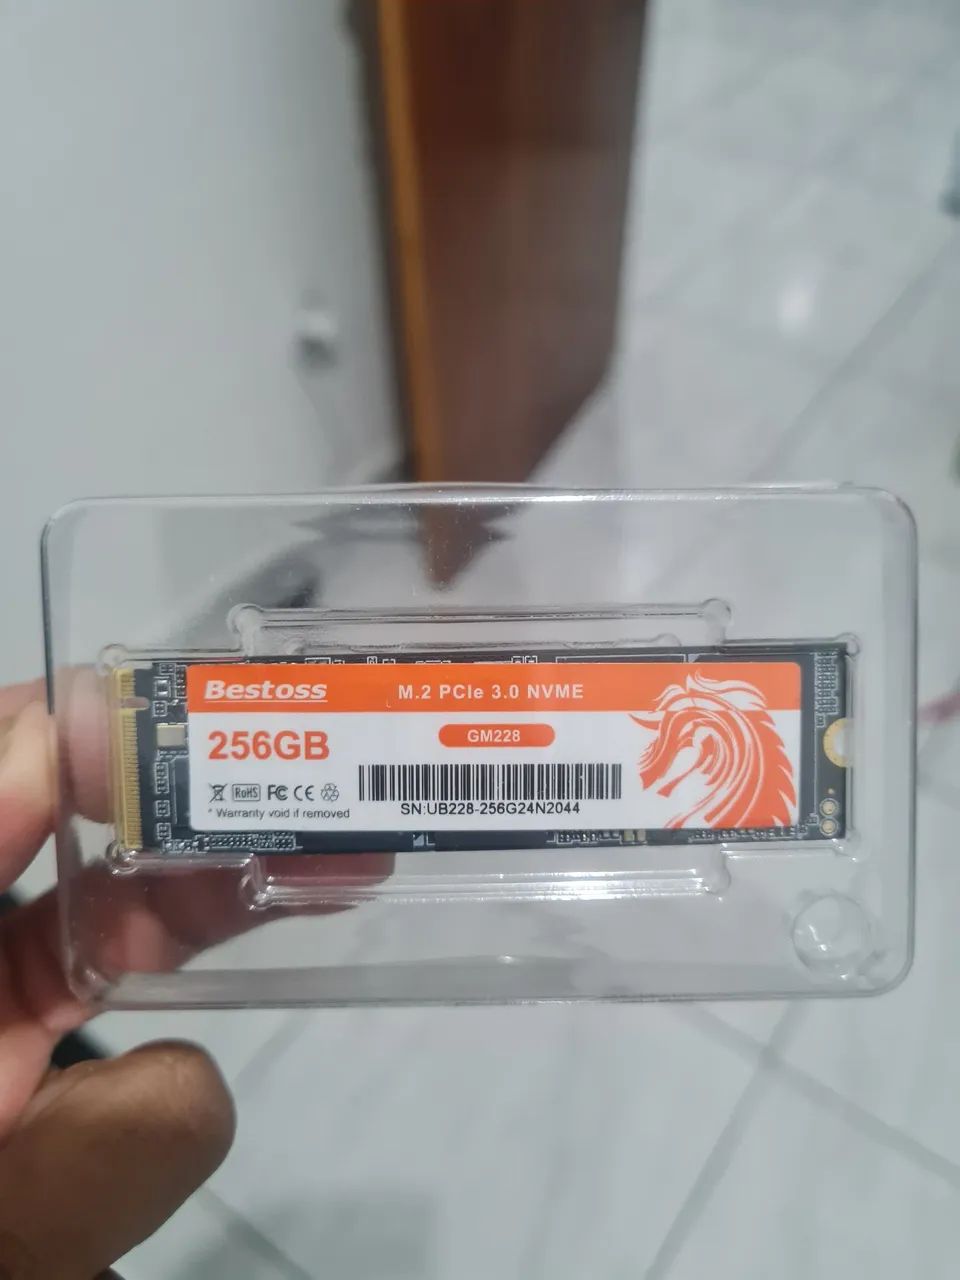 Bestoss
M.2 PCIe 3.0 NVME
256GB
GM228
RoHS FC CE
* Warranty void if removed
SN:UB228-256G24N2044